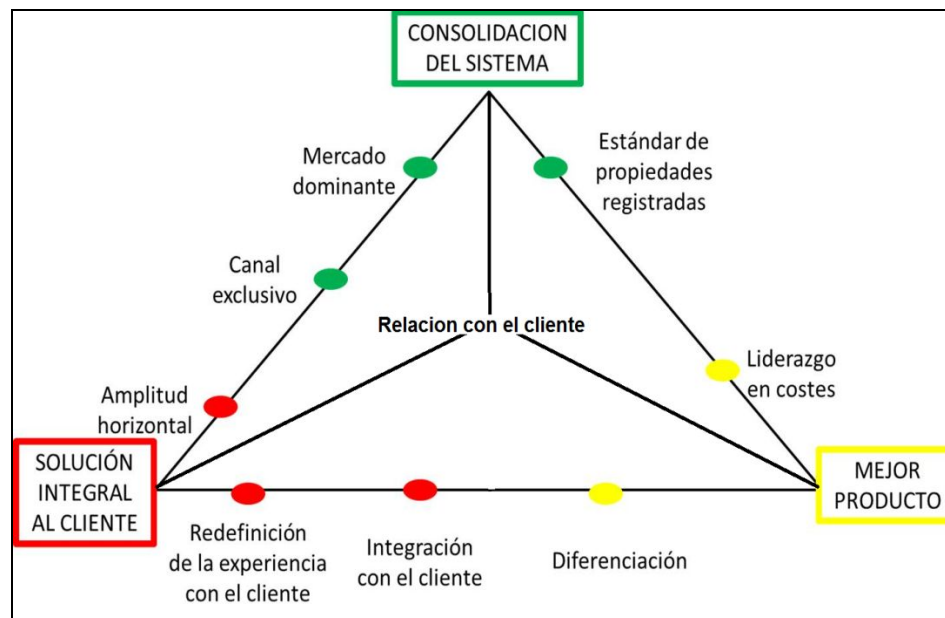 CONSOLIDACION
DEL SISTEMA
Mercado
dominante
Estándar de
propiedades
registradas
Canal
exclusivo
Relacion con el cliente
Amplitud
horizontal
Liderazgo
en costes
SOLUCIÓN
INTEGRAL
AL CLIENTE
MEJOR
PRODUCTO
Redefinición
de la experiencia
con el cliente
Integración
con el cliente
Diferenciación